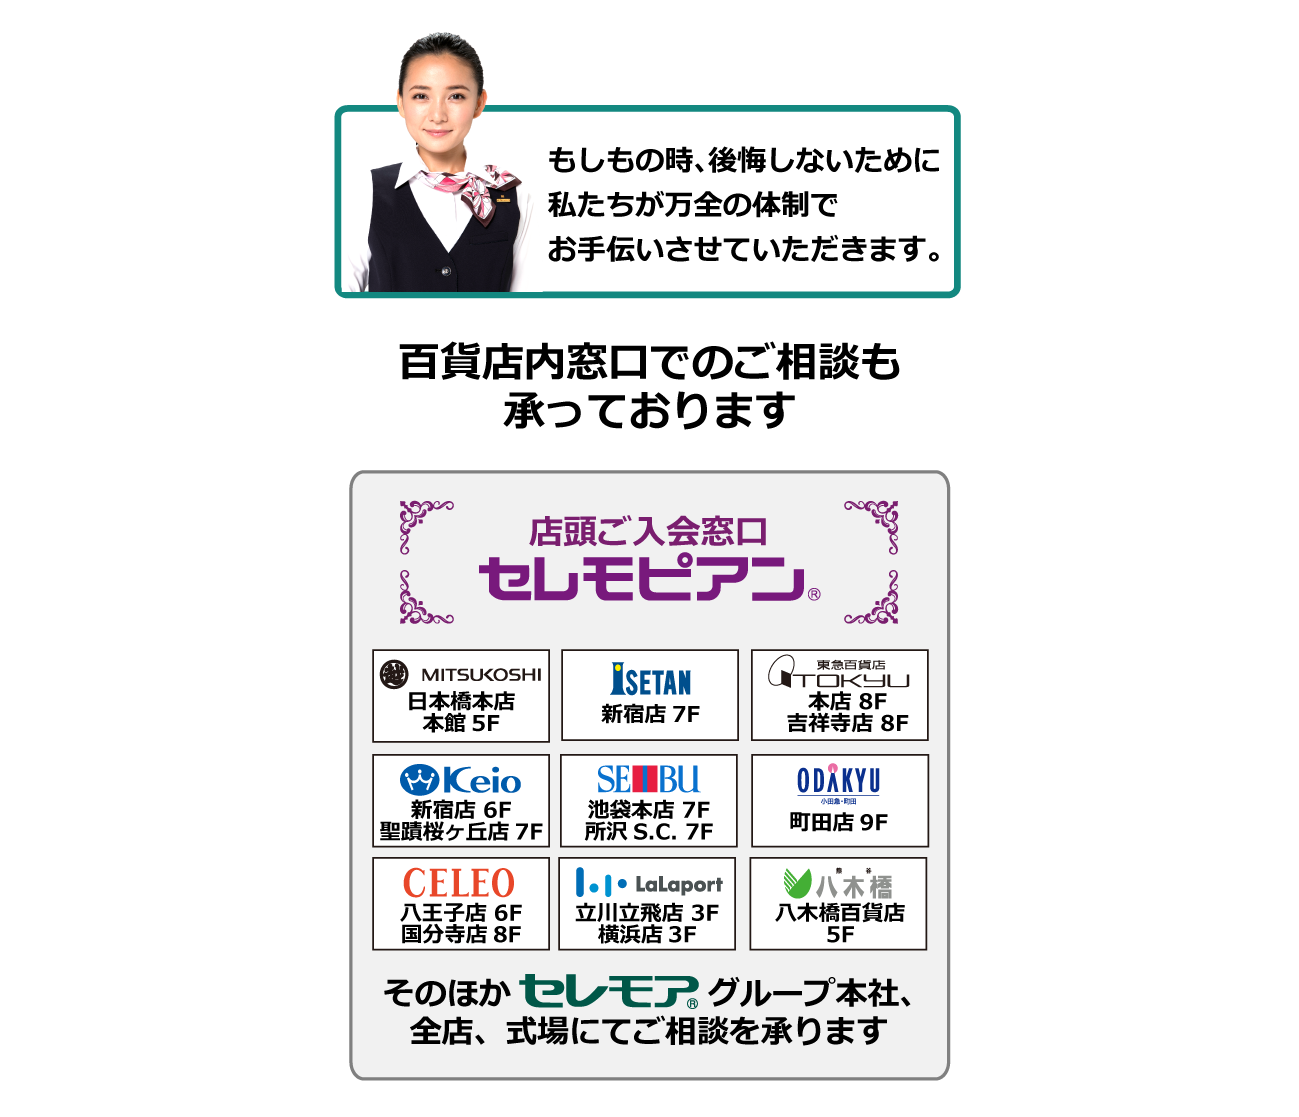 もしもの時、後悔しないために
私たちが万全の体制で
お手伝いさせていただきます。
百貨店内窓口でのご相談も
承っております
店頭ご入会窓口
セレモピアン®
MITSUKOSHI
日本橋本店
本館 5F
ISETAN
新宿店 7F
東急百貨店
TOKYU
本店 8F
吉祥寺店 8F
Keio
新宿店 6F
聖蹟桜ヶ丘店 7F
SEIBU
池袋本店 7F
所沢 S.C. 7F
ODAKYU
小田急・町田
町田店 9F
CELEO
八王子店 6F
国分寺店 8F
LaLaport
立川立飛店 3F
横浜店 3F
熊谷
八木橋
八木橋百貨店
5F
そのほか セレモア® グループ本社、
全店、式場にてご相談を承ります